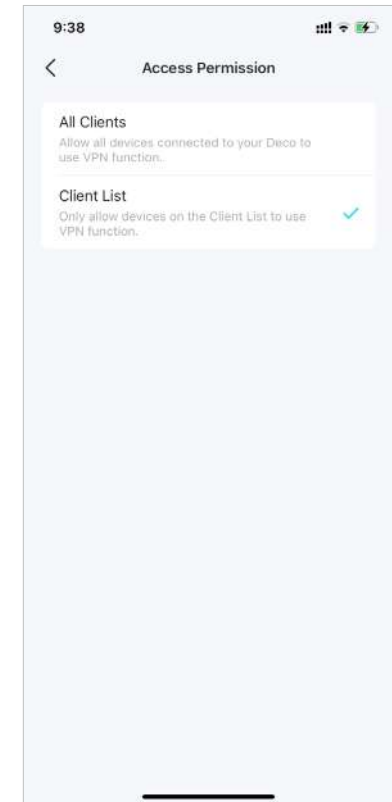 9:38
Access Permission
All Clients
Allow all devices connected to your Deco to
use VPN function.
Client List
Only allow devices on the Client List to use
VPN function.